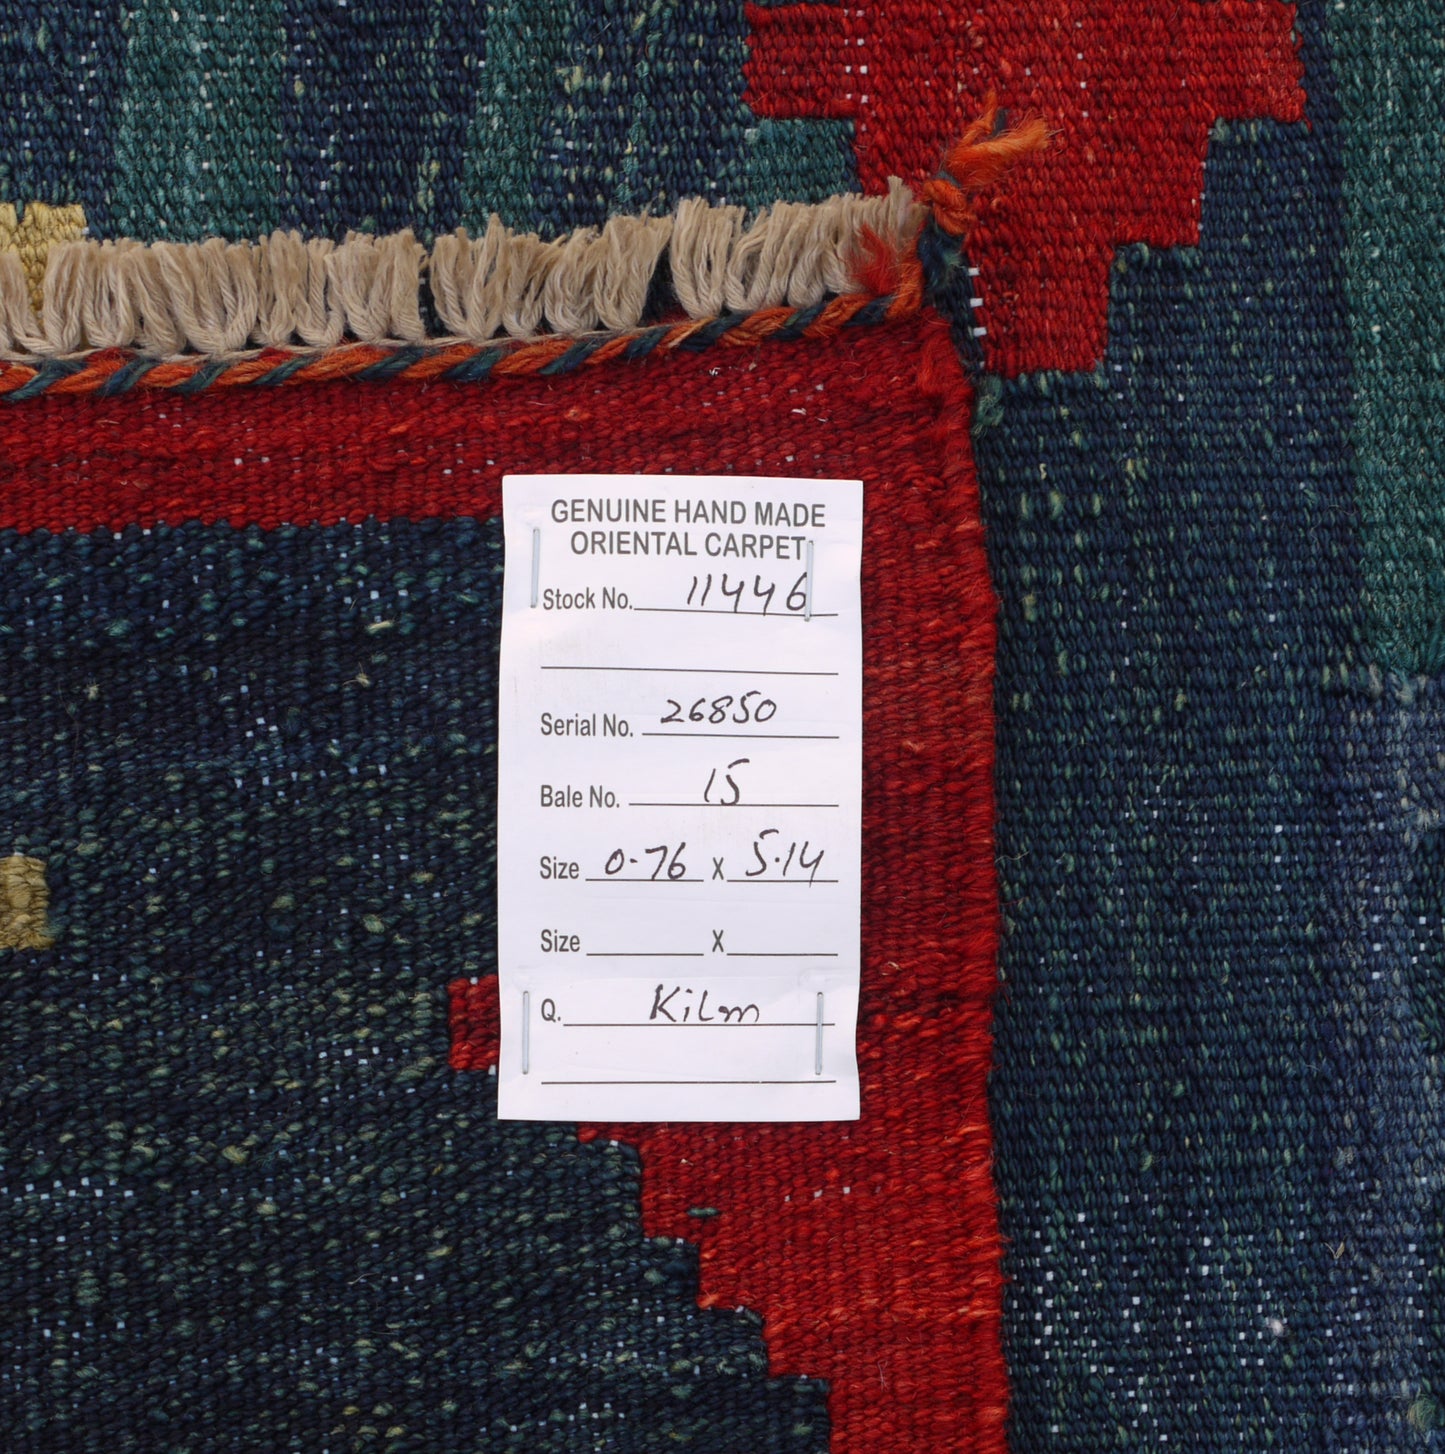 GENUINE HAND MADE
ORIENTAL CARPET
Stock No. 11446
Serial No. 26850
Bale No. 15
Size 0.76 X 5.14
Size X
Q. Kilm